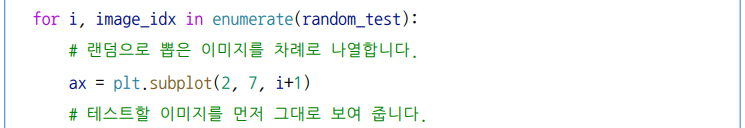 for i, image_idx in enumerate(random_test):
# 랜덤으로 뽑은 이미지를 차례로 나열합니다.
ax = plt.subplot(2, 7, i+1)
# 테스트할 이미지를 먼저 그대로 보여 줍니다.